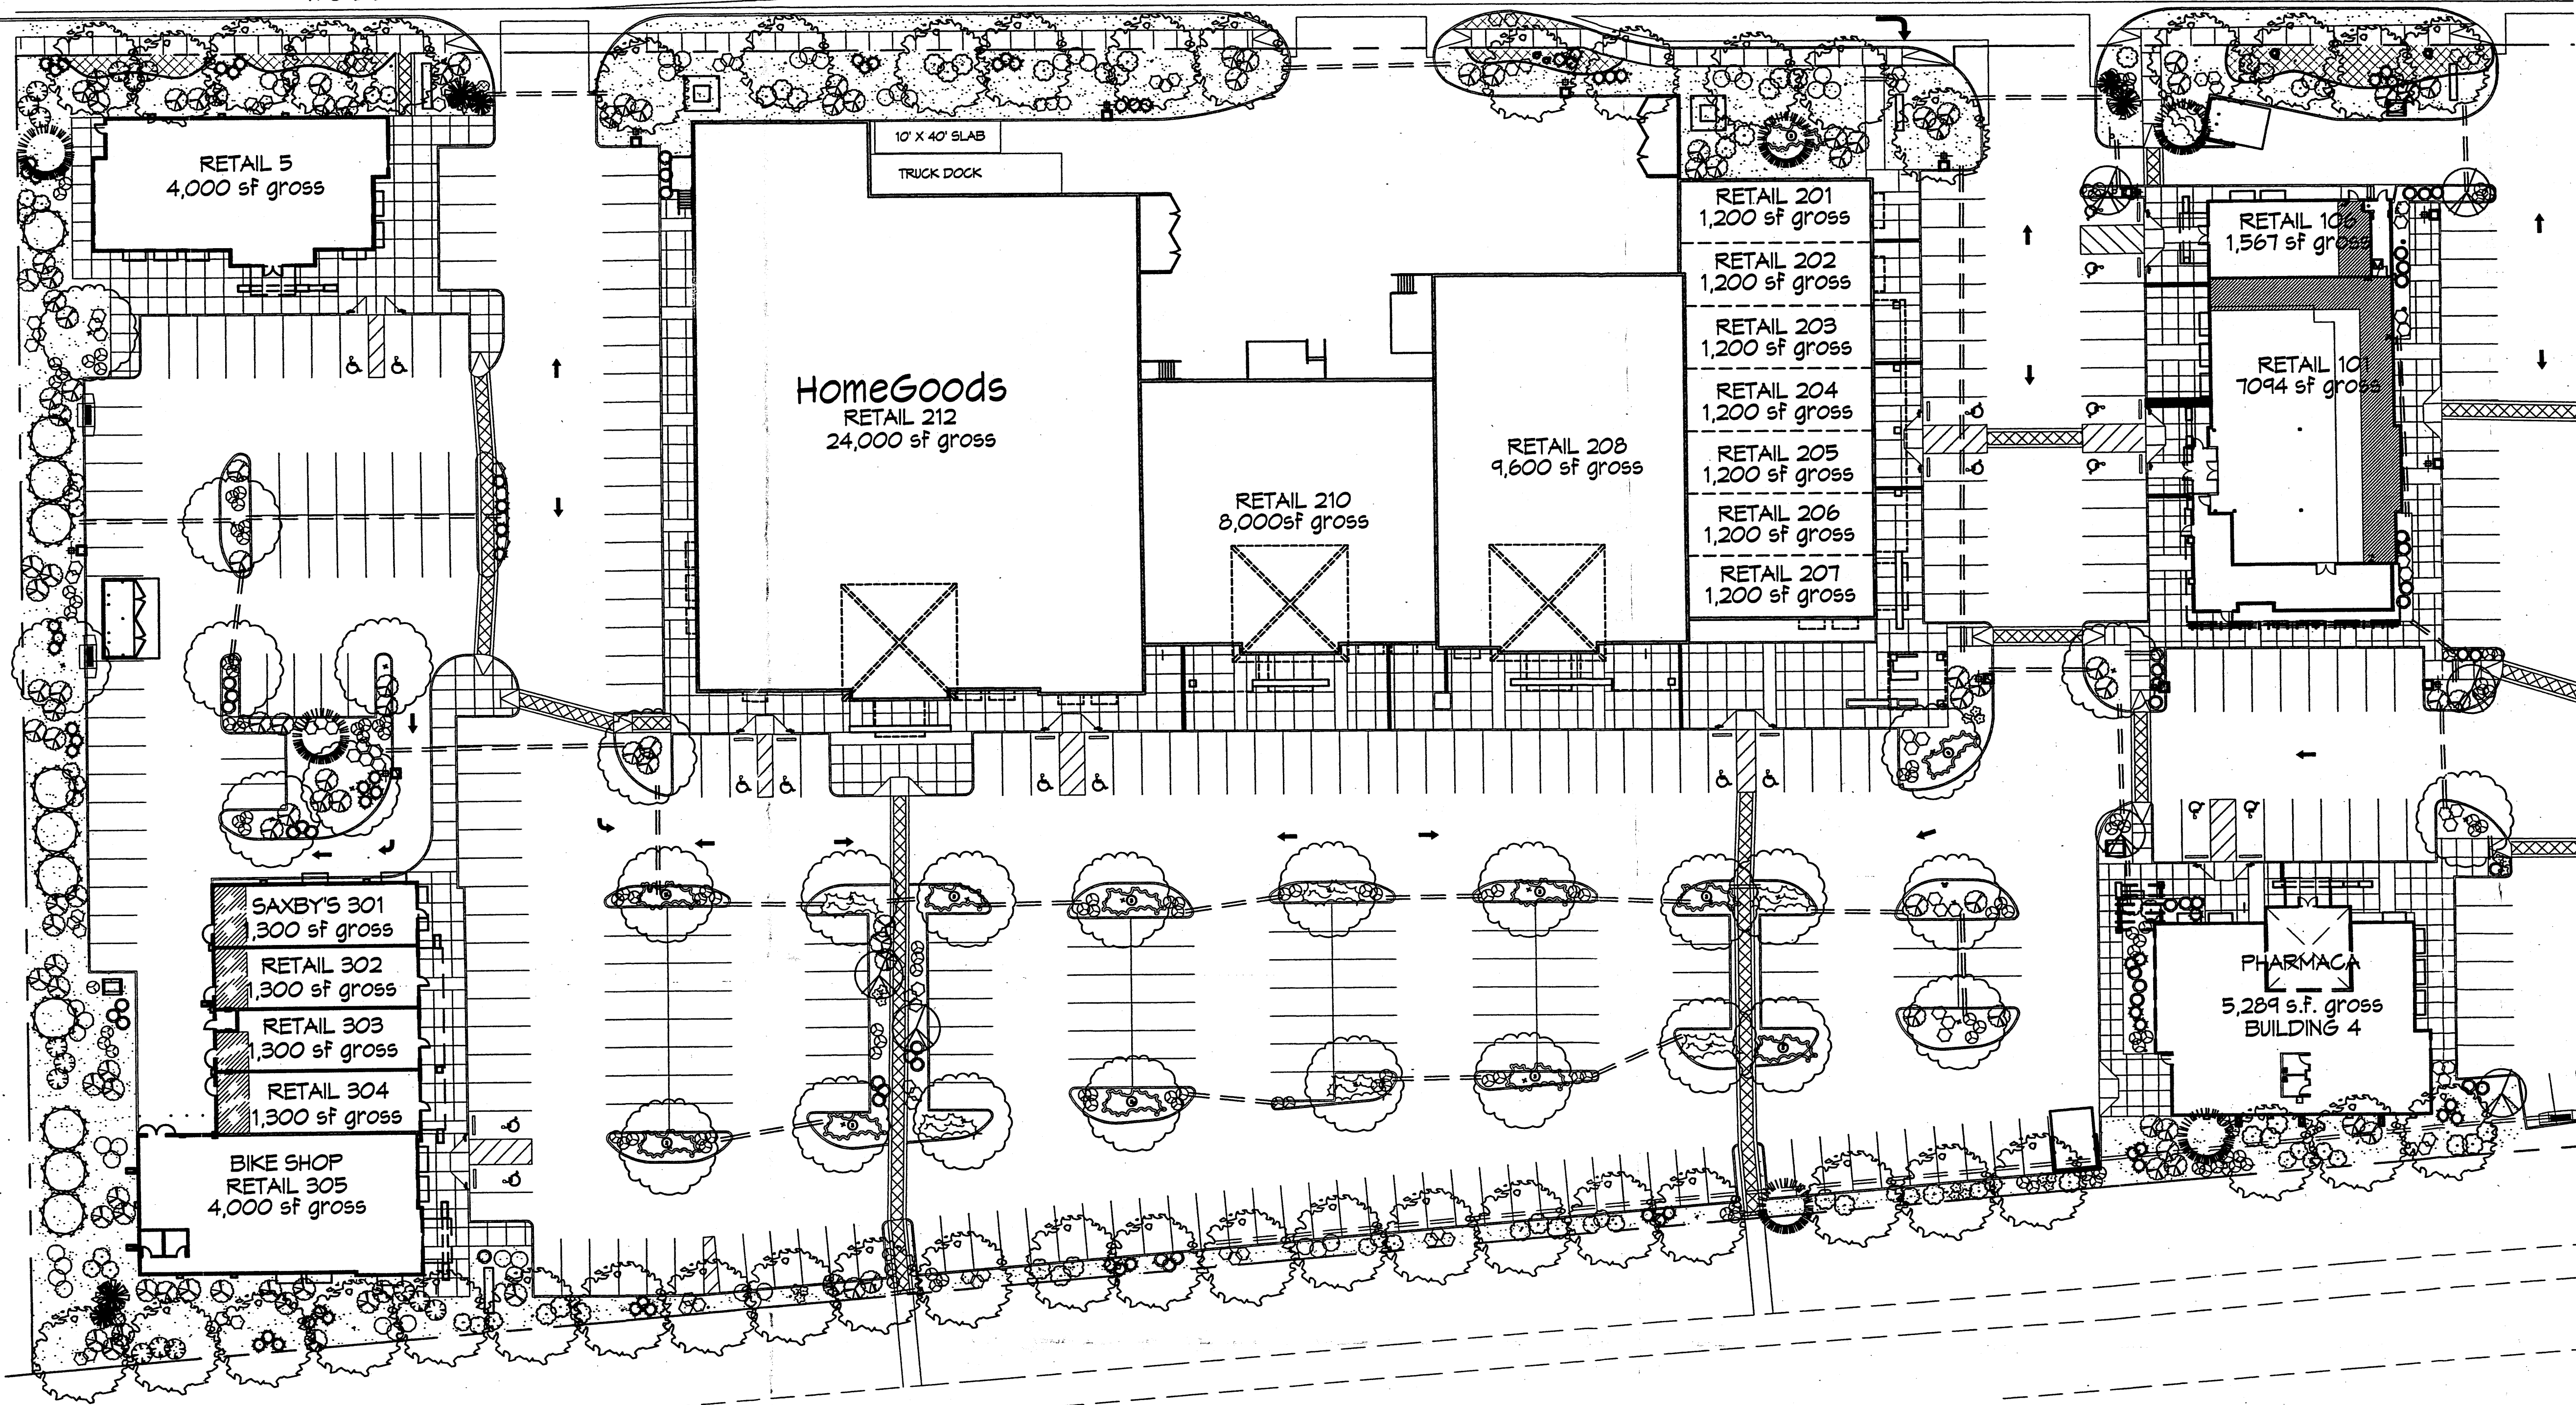 RETAIL 5
4,000 sf gross
10' X 40' SLAB
TRUCK DOCK
HomeGoods
RETAIL 212
24,000 sf gross
RETAIL 210
8,000sf gross
RETAIL 208
9,600 sf gross
RETAIL 201
1,200 sf gross
RETAIL 202
1,200 sf gross
RETAIL 203
1,200 sf gross
RETAIL 204
1,200 sf gross
RETAIL 205
1,200 sf gross
RETAIL 206
1,200 sf gross
RETAIL 207
1,200 sf gross
RETAIL 106
1,567 sf gross
RETAIL 101
7094 sf gross
SAXBY'S 301
1,300 sf gross
RETAIL 302
1,300 sf gross
RETAIL 303
1,300 sf gross
RETAIL 304
1,300 sf gross
BIKE SHOP
RETAIL 305
4,000 sf gross
PHARMACA
5,289 s.f. gross
BUILDING 4